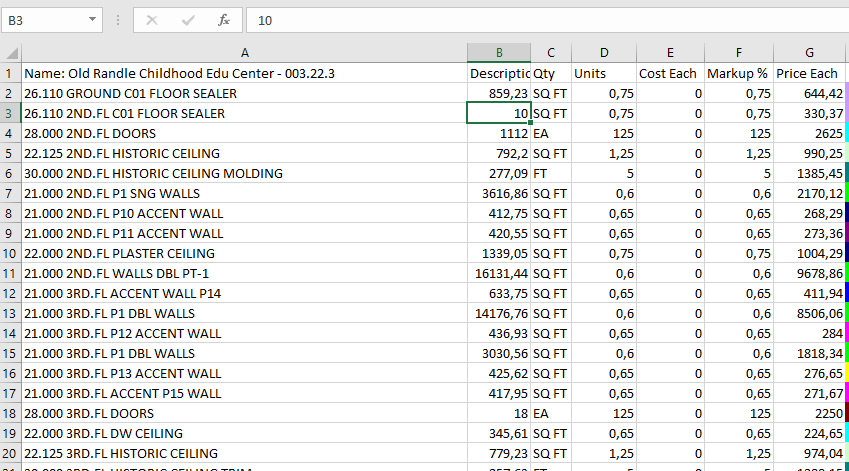 B3 fx 10
A B C D E F G
1 Name: Old Randle Childhood Edu Center - 003.22.3 Descriptio Qty Units Cost Each Markup % Price Each
2 26.110 GROUND C01 FLOOR SEALER 859,23 SQ FT 0,75 0 0,75 644,42
3 26.110 2ND.FL C01 FLOOR SEALER 10 SQ FT 0,75 0 0,75 330,37
4 28.000 2ND.FL DOORS 1112 EA 125 0 125 2625
5 22.125 2ND.FL HISTORIC CEILING 792,2 SQ FT 1,25 0 1,25 990,25
6 30.000 2ND.FL HISTORIC CEILING MOLDING 277,09 FT 5 0 5 1385,45
7 21.000 2ND.FL P1 SNG WALLS 3616,86 SQ FT 0,6 0 0,6 2170,12
8 21.000 2ND.FL P10 ACCENT WALL 412,75 SQ FT 0,65 0 0,65 268,29
9 21.000 2ND.FL P11 ACCENT WALL 420,55 SQ FT 0,65 0 0,65 273,36
10 22.000 2ND.FL PLASTER CEILING 1339,05 SQ FT 0,75 0 0,75 1004,29
11 21.000 2ND.FL WALLS DBL PT-1 16131,44 SQ FT 0,6 0 0,6 9678,86
12 21.000 3RD.FL ACCENT WALL P14 633,75 SQ FT 0,65 0 0,65 411,94
13 21.000 3RD.FL P1 DBL WALLS 14176,76 SQ FT 0,6 0 0,6 8506,06
14 21.000 3RD.FL P12 ACCENT WALL 436,93 SQ FT 0,65 0 0,65 284
15 21.000 3RD.FL P1 DBL WALLS 3030,56 SQ FT 0,6 0 0,6 1818,34
16 21.000 3RD.FL P13 ACCENT WALL 425,62 SQ FT 0,65 0 0,65 276,65
17 21.000 3RD.FL ACCENT P15 WALL 417,95 SQ FT 0,65 0 0,65 271,67
18 28.000 3RD.FL DOORS 18 EA 125 0 125 2250
19 22.000 3RD.FL DW CEILING 345,61 SQ FT 0,65 0 0,65 224,65
20 22.125 3RD.FL HISTORIC CEILING 779,23 SQ FT 1,25 0 1,25 974,04